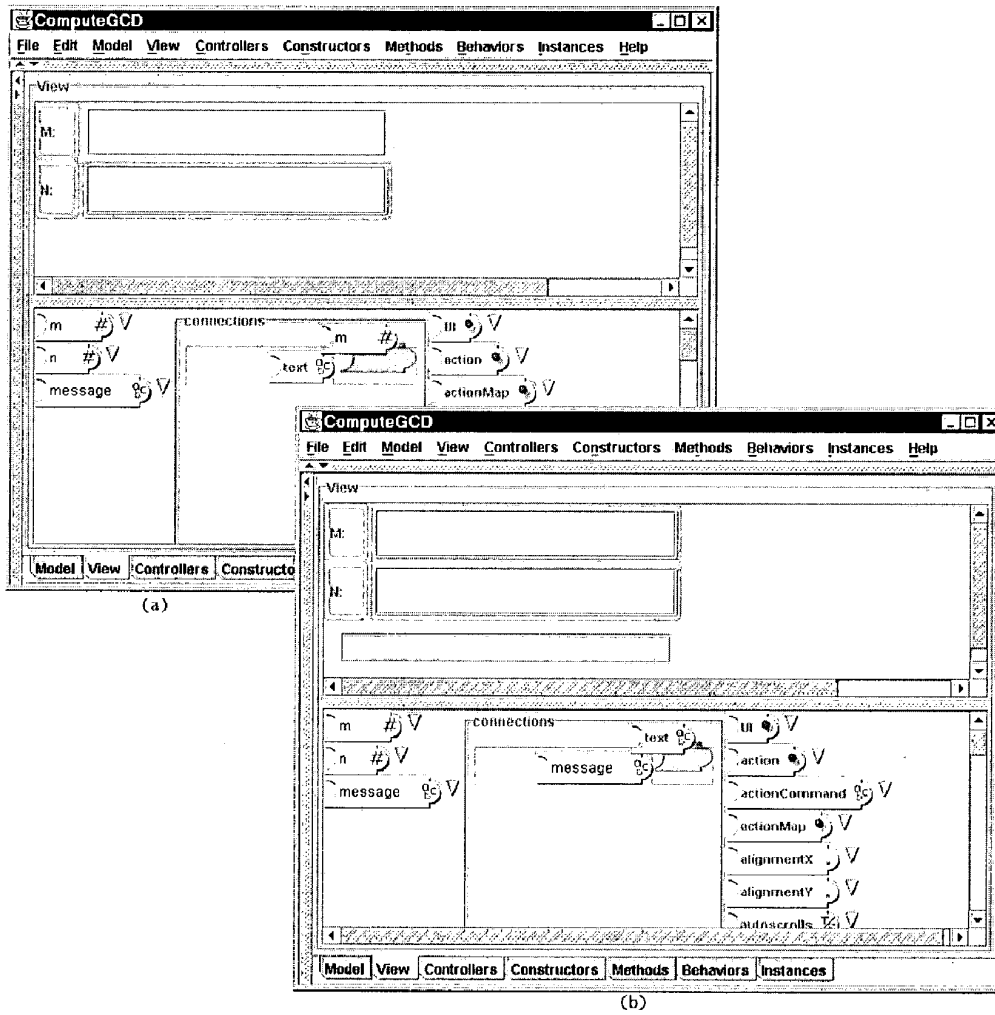 ComputeGCD
File Edit Model View Controllers Constructors Methods Behaviors Instances Help
View
M:
N:
m #
n #
message
connections
m #
text
UI
action
actionMap
Model View Controllers Constructo
(a)
ComputeGCD
File Edit Model View Controllers Constructors Methods Behaviors Instances Help
View
M:
N:
m #
n #
message
connections
text
message
UI
action
actionCommand
actionMap
alignmentX
alignmentY
autoscrolls
Model View Controllers Constructors Methods Behaviors Instances
(b)